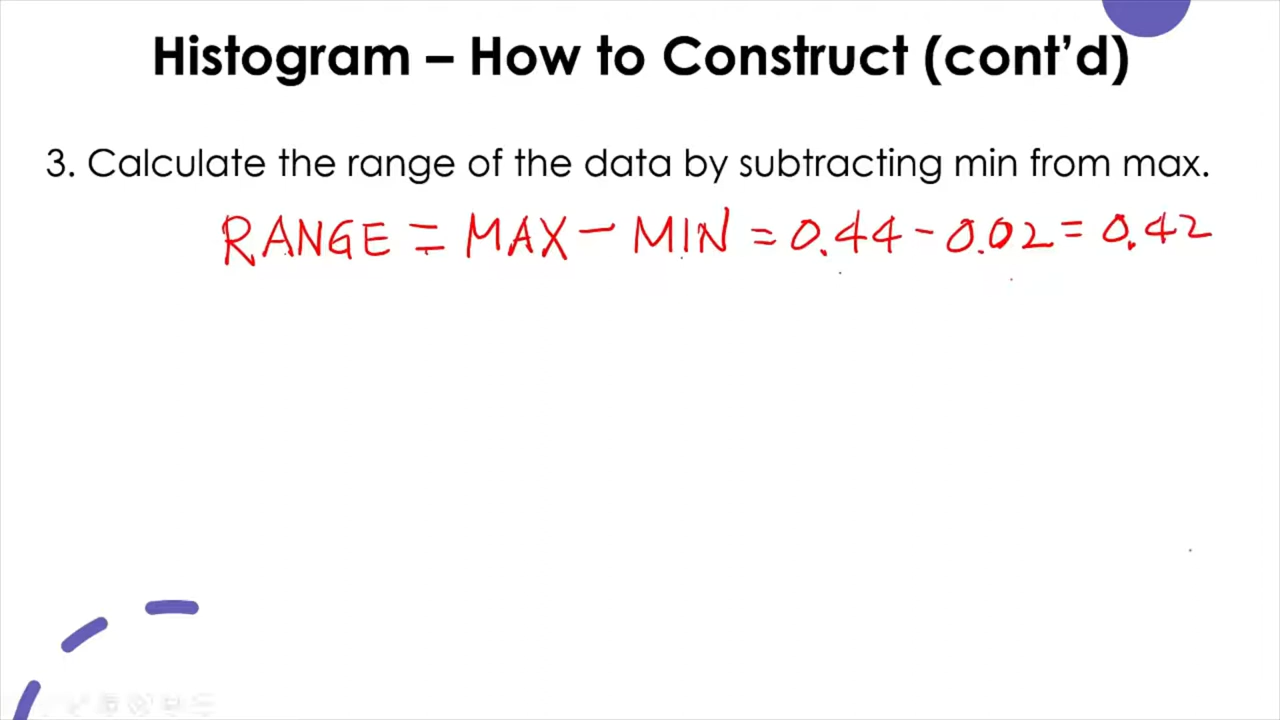 Histogram – How to Construct (cont’d)
3. Calculate the range of the data by subtracting min from max.
RANGE = MAX − MIN = 0.44 - 0.02 = 0.42